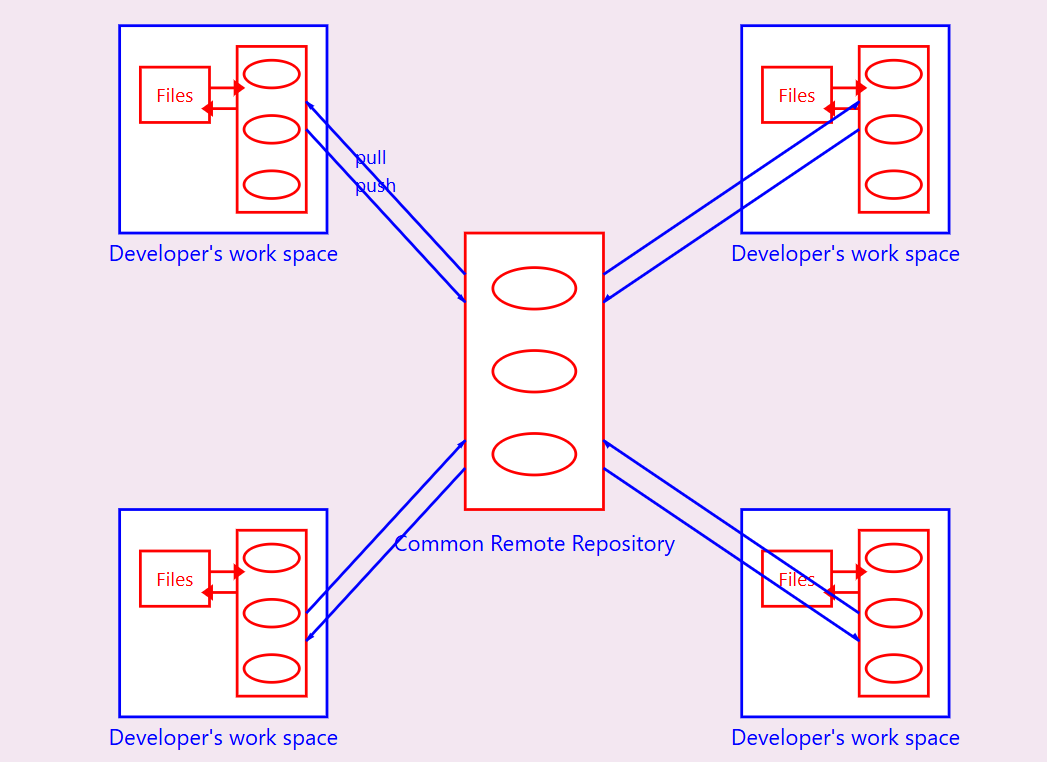 Files
Files
pull
push
Developer's work space
Developer's work space
Common Remote Repository
Files
Files
Developer's work space
Developer's work space